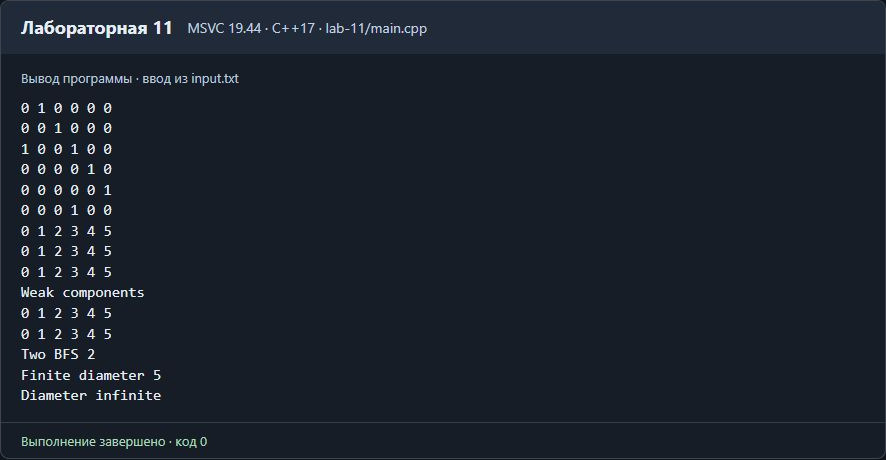 Лабораторная 11 MSVC 19.44 · C++17 · lab-11/main.cpp
Вывод программы · ввод из input.txt
0 1 0 0 0 0
0 0 1 0 0 0
1 0 0 1 0 0
0 0 0 0 1 0
0 0 0 0 0 1
0 0 0 1 0 0
0 1 2 3 4 5
0 1 2 3 4 5
0 1 2 3 4 5
Weak components
0 1 2 3 4 5
0 1 2 3 4 5
Two BFS 2
Finite diameter 5
Diameter infinite
Выполнение завершено · код 0